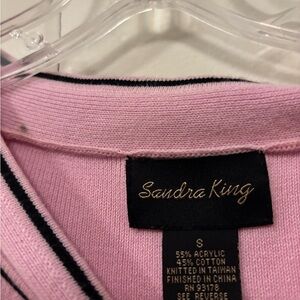 Sandra King
S
55% ACRYLIC
45% COTTON
KNITTED IN TAIWAN
FINISHED IN CHINA
RN 93178
SEE REVERSE